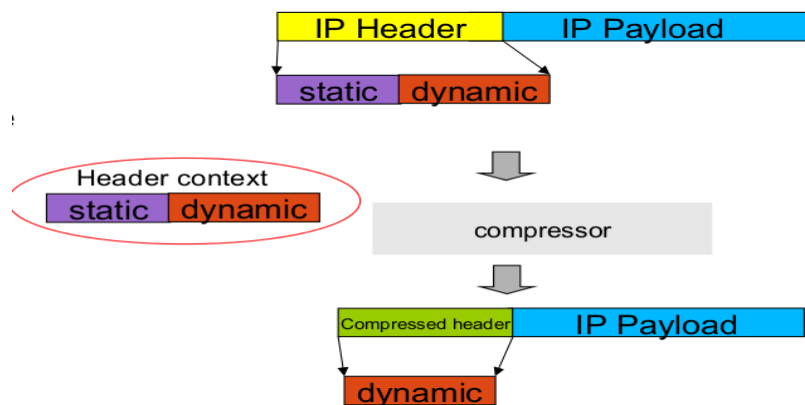 IP Header IP Payload
static dynamic
e
Header context
static dynamic
compressor
Compressed header IP Payload
dynamic